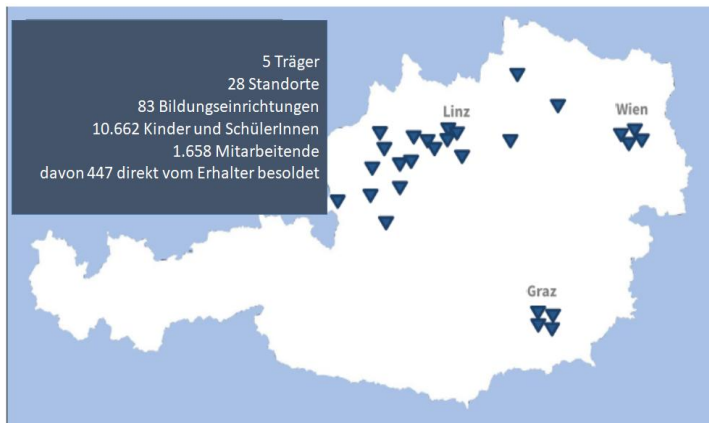 5 Träger
28 Standorte
83 Bildungseinrichtungen
10.662 Kinder und SchülerInnen
1.658 Mitarbeitende
davon 447 direkt vom Erhalter besoldet
Linz
Wien
Graz